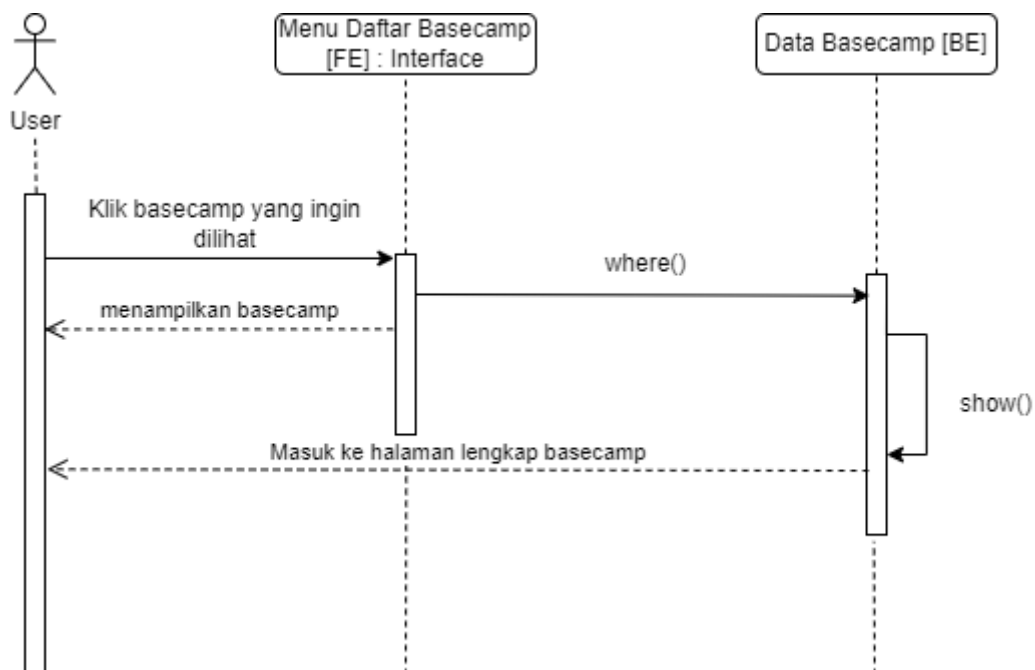 Menu Daftar Basecamp
[FE] : Interface
Data Basecamp [BE]
User
Klik basecamp yang ingin
dilihat
where()
menampilkan basecamp
show()
Masuk ke halaman lengkap basecamp